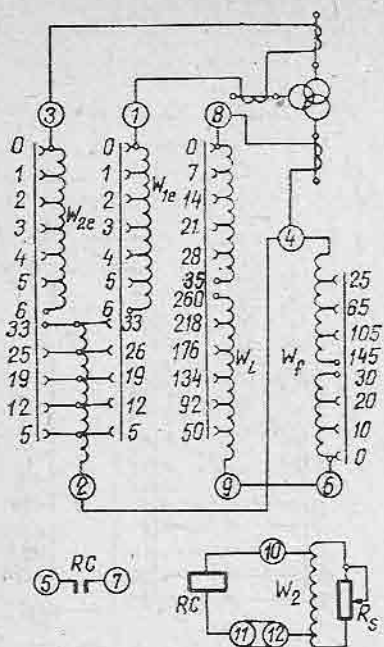 3
1
8
0 0 0
1 1 7
2 W2e 2 W1e 14
3 3 21
4 4 28 4
5 5 35 25
6 6 260 65
33 33 218 105
25 26 176 WL Wf 145
19 19 134 30
12 12 92 20
5 5 50 10
0
2 9 6
10
RC W2
5 7 RC RS
11 12